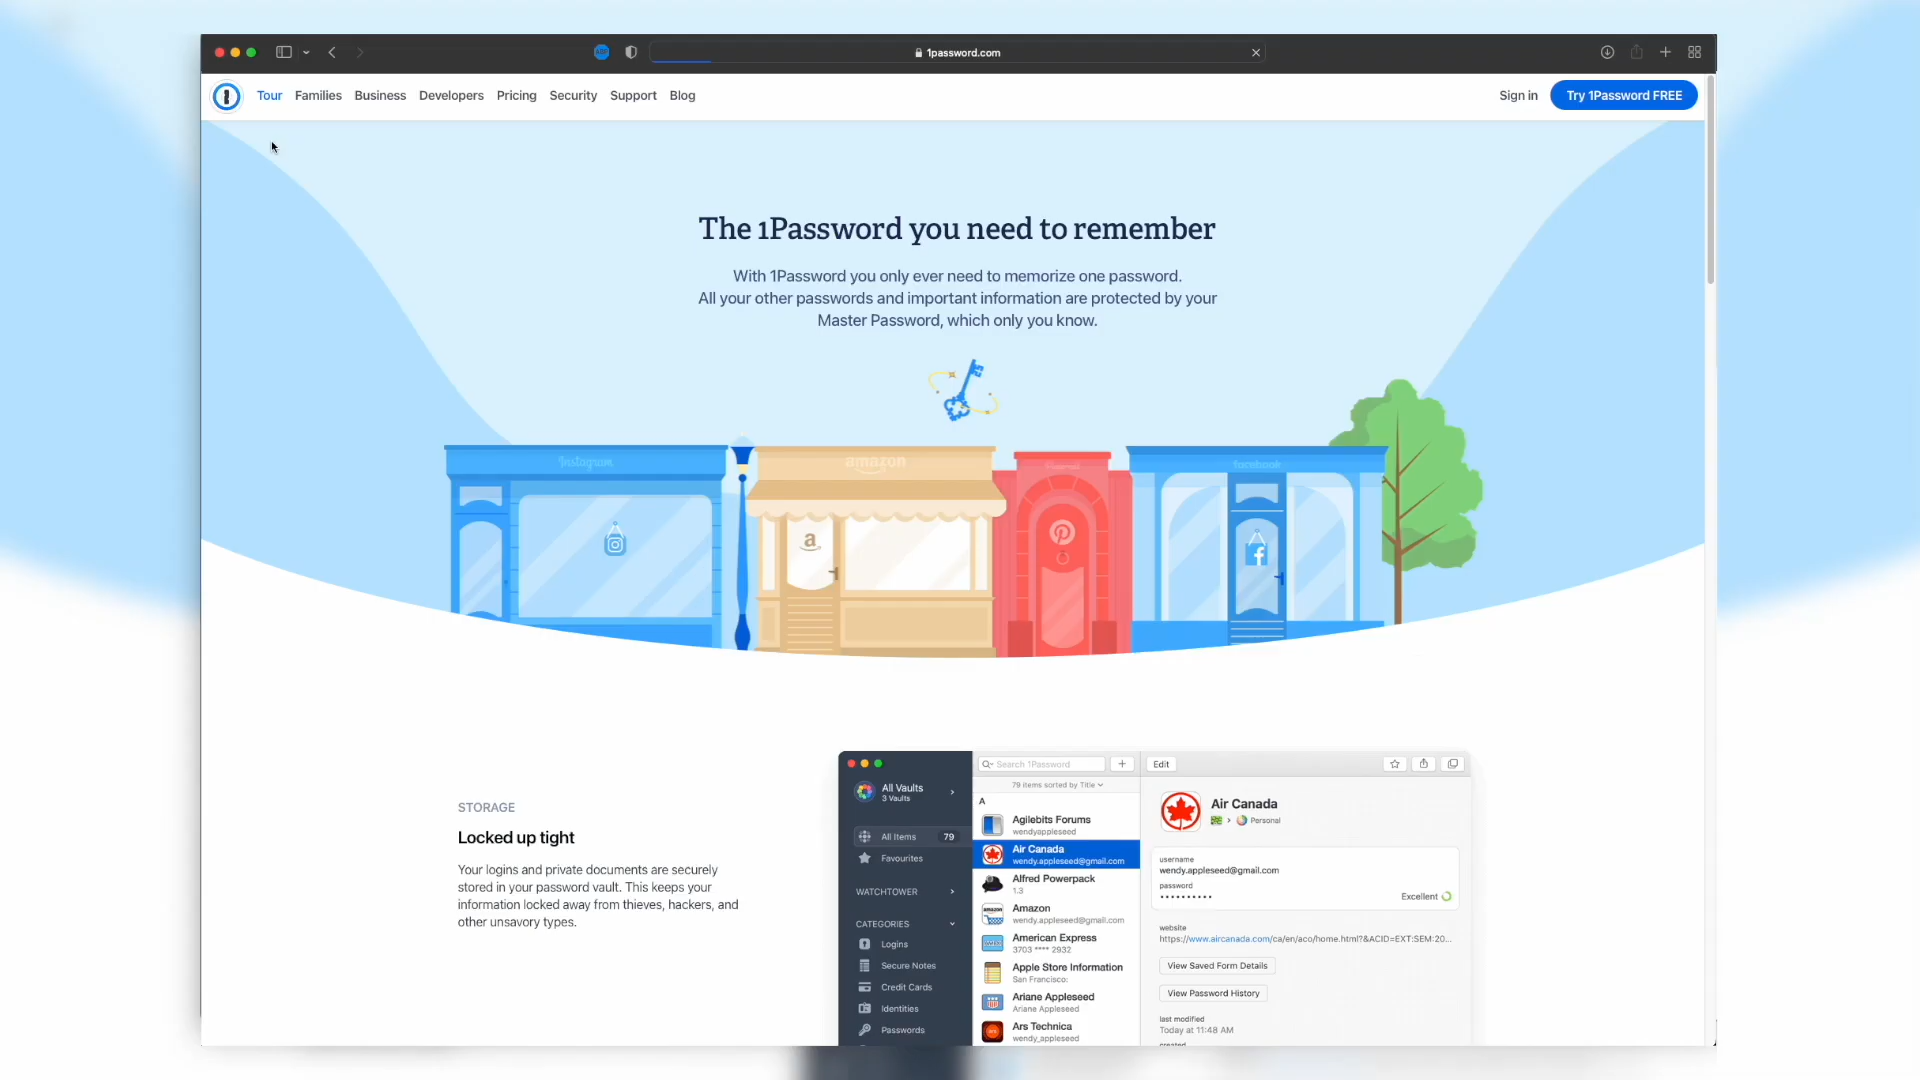 1password.com
Tour Families Business Developers Pricing Security Support Blog
Sign in
Try 1Password FREE
The 1Password you need to remember
With 1Password you only ever need to memorize one password.
All your other passwords and important information are protected by your
Master Password, which only you know.
Instagram
amazon
Pinterest
facebook
a
STORAGE
Locked up tight
Your logins and private documents are securely
stored in your password vault. This keeps your
information locked away from thieves, hackers, and
other unsavory types.
All Vaults
3 Vaults
All Items 79
Favourites
WATCHTOWER
CATEGORIES
Logins
Secure Notes
Credit Cards
Identities
Passwords
Search 1Password
79 items sorted by Title
A
Agilebits Forums
wendyappleseed
Air Canada
wendy.appleseed@gmail.com
Alfred Powerpack
1.3
Amazon
wendy.appleseed@gmail.com
American Express
3703 **** 2932
Apple Store Information
San Francisco:
Ariane Appleseed
Ariane Appleseed
Ars Technica
wendy_appleseed
Edit
Air Canada
Personal
username
wendy.appleseed@gmail.com
password
••••••••••
Excellent
website
https://www.aircanada.com/ca/en/aco/home.html?&ACID=EXT:SEM:20...
View Saved Form Details
View Password History
last modified
Today at 11:48 AM
created